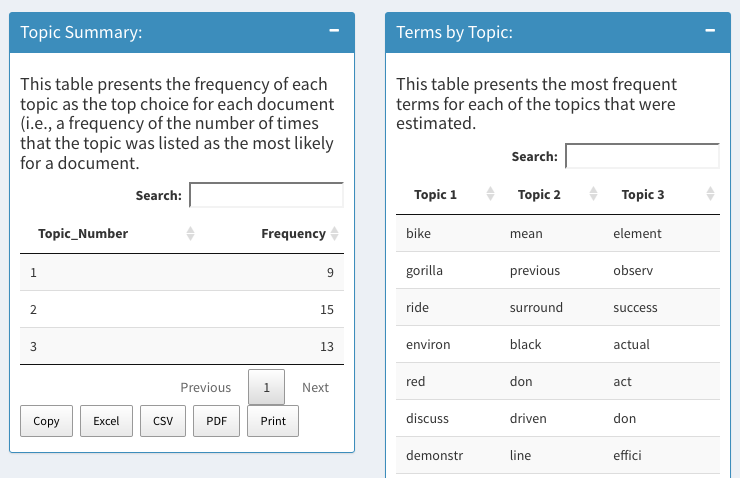 Topic Summary:
This table presents the frequency of each
topic as the top choice for each document
(i.e., a frequency of the number of times
that the topic was listed as the most likely
for a document.
Search:
Topic_Number Frequency
1 9
2 15
3 13
Previous 1 Next
Copy Excel CSV PDF Print
Terms by Topic:
This table presents the most frequent
terms for each of the topics that were
estimated.
Search:
Topic 1 Topic 2 Topic 3
bike mean element
gorilla previous observ
ride surround success
environ black actual
red don act
discuss driven don
demonstr line effici